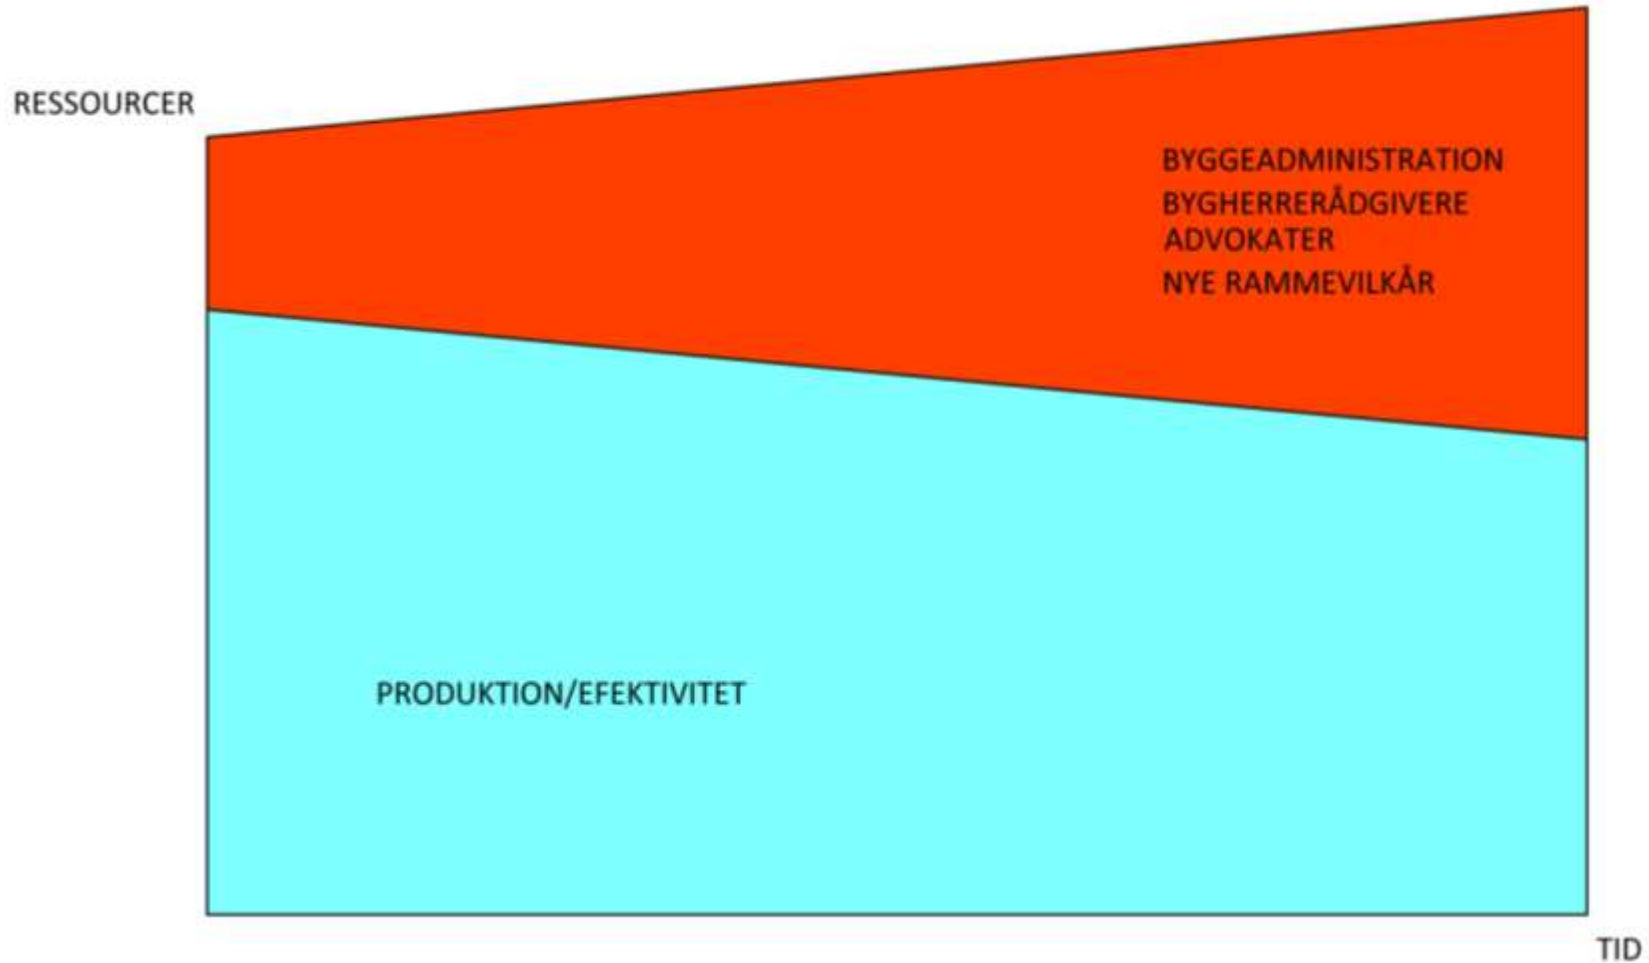 RESSOURCER
BYGGEADMINISTRATION
BYGHERRERÅDGIVERE
ADVOKATER
NYE RAMMEVILKÅR
PRODUKTION/EFEKTIVITET
TID